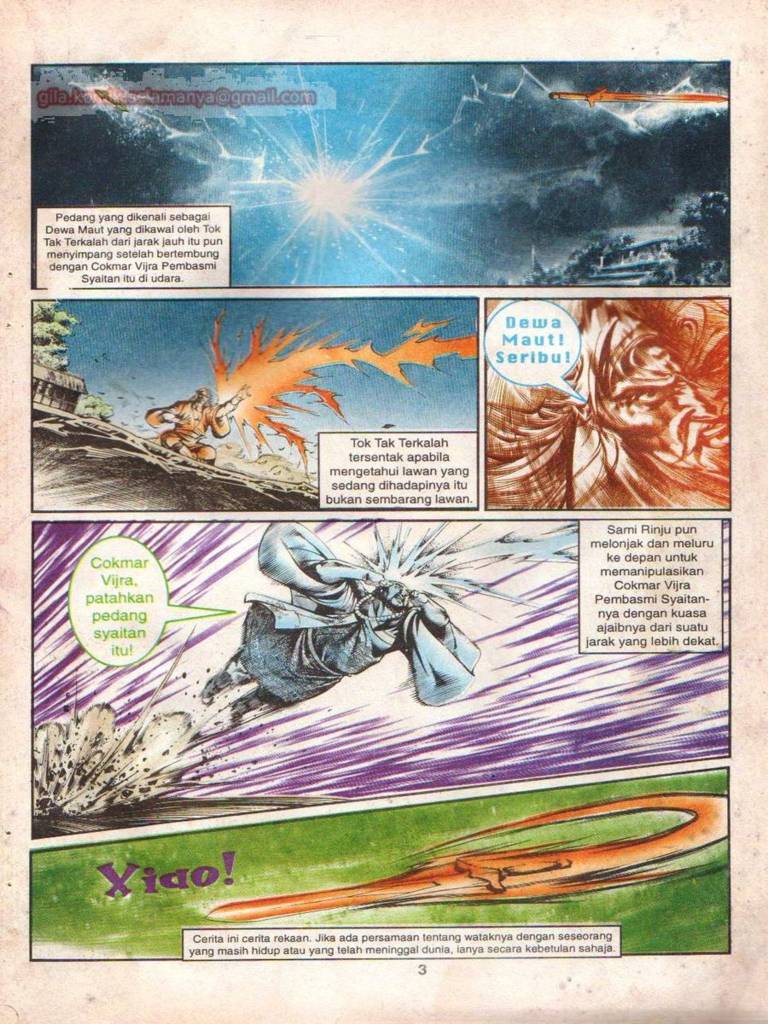 gila.komiksdamanya@gmail.com
Pedang yang dikenali sebagai
Dewa Maut yang dikawal oleh Tok
Tak Terkalah dari jarak jauh itu pun
menyimpang setelah bertembung
dengan Cokmar Vijra Pembasmi
Syaitan itu di udara.
Dewa
Maut!
Seribu!
Tok Tak Terkalah
tersentak apabila
mengetahui lawan yang
sedang dihadapinya itu
bukan sembarang lawan.
Cokmar
Vijra,
patahkan
pedang
syaitan
itu!
Sami Rinju pun
melonjak dan meluru
ke depan untuk
memanipulasikan
Cokmar Vijra
Pembasmi Syaitan-
nya dengan kuasa
ajaibnya dari suatu
jarak yang lebih dekat.
Xiao!
Cerita ini cerita rekaan. Jika ada persamaan tentang wataknya dengan seseorang
yang masih hidup atau yang telah meninggal dunia, ianya secara kebetulan sahaja.
3